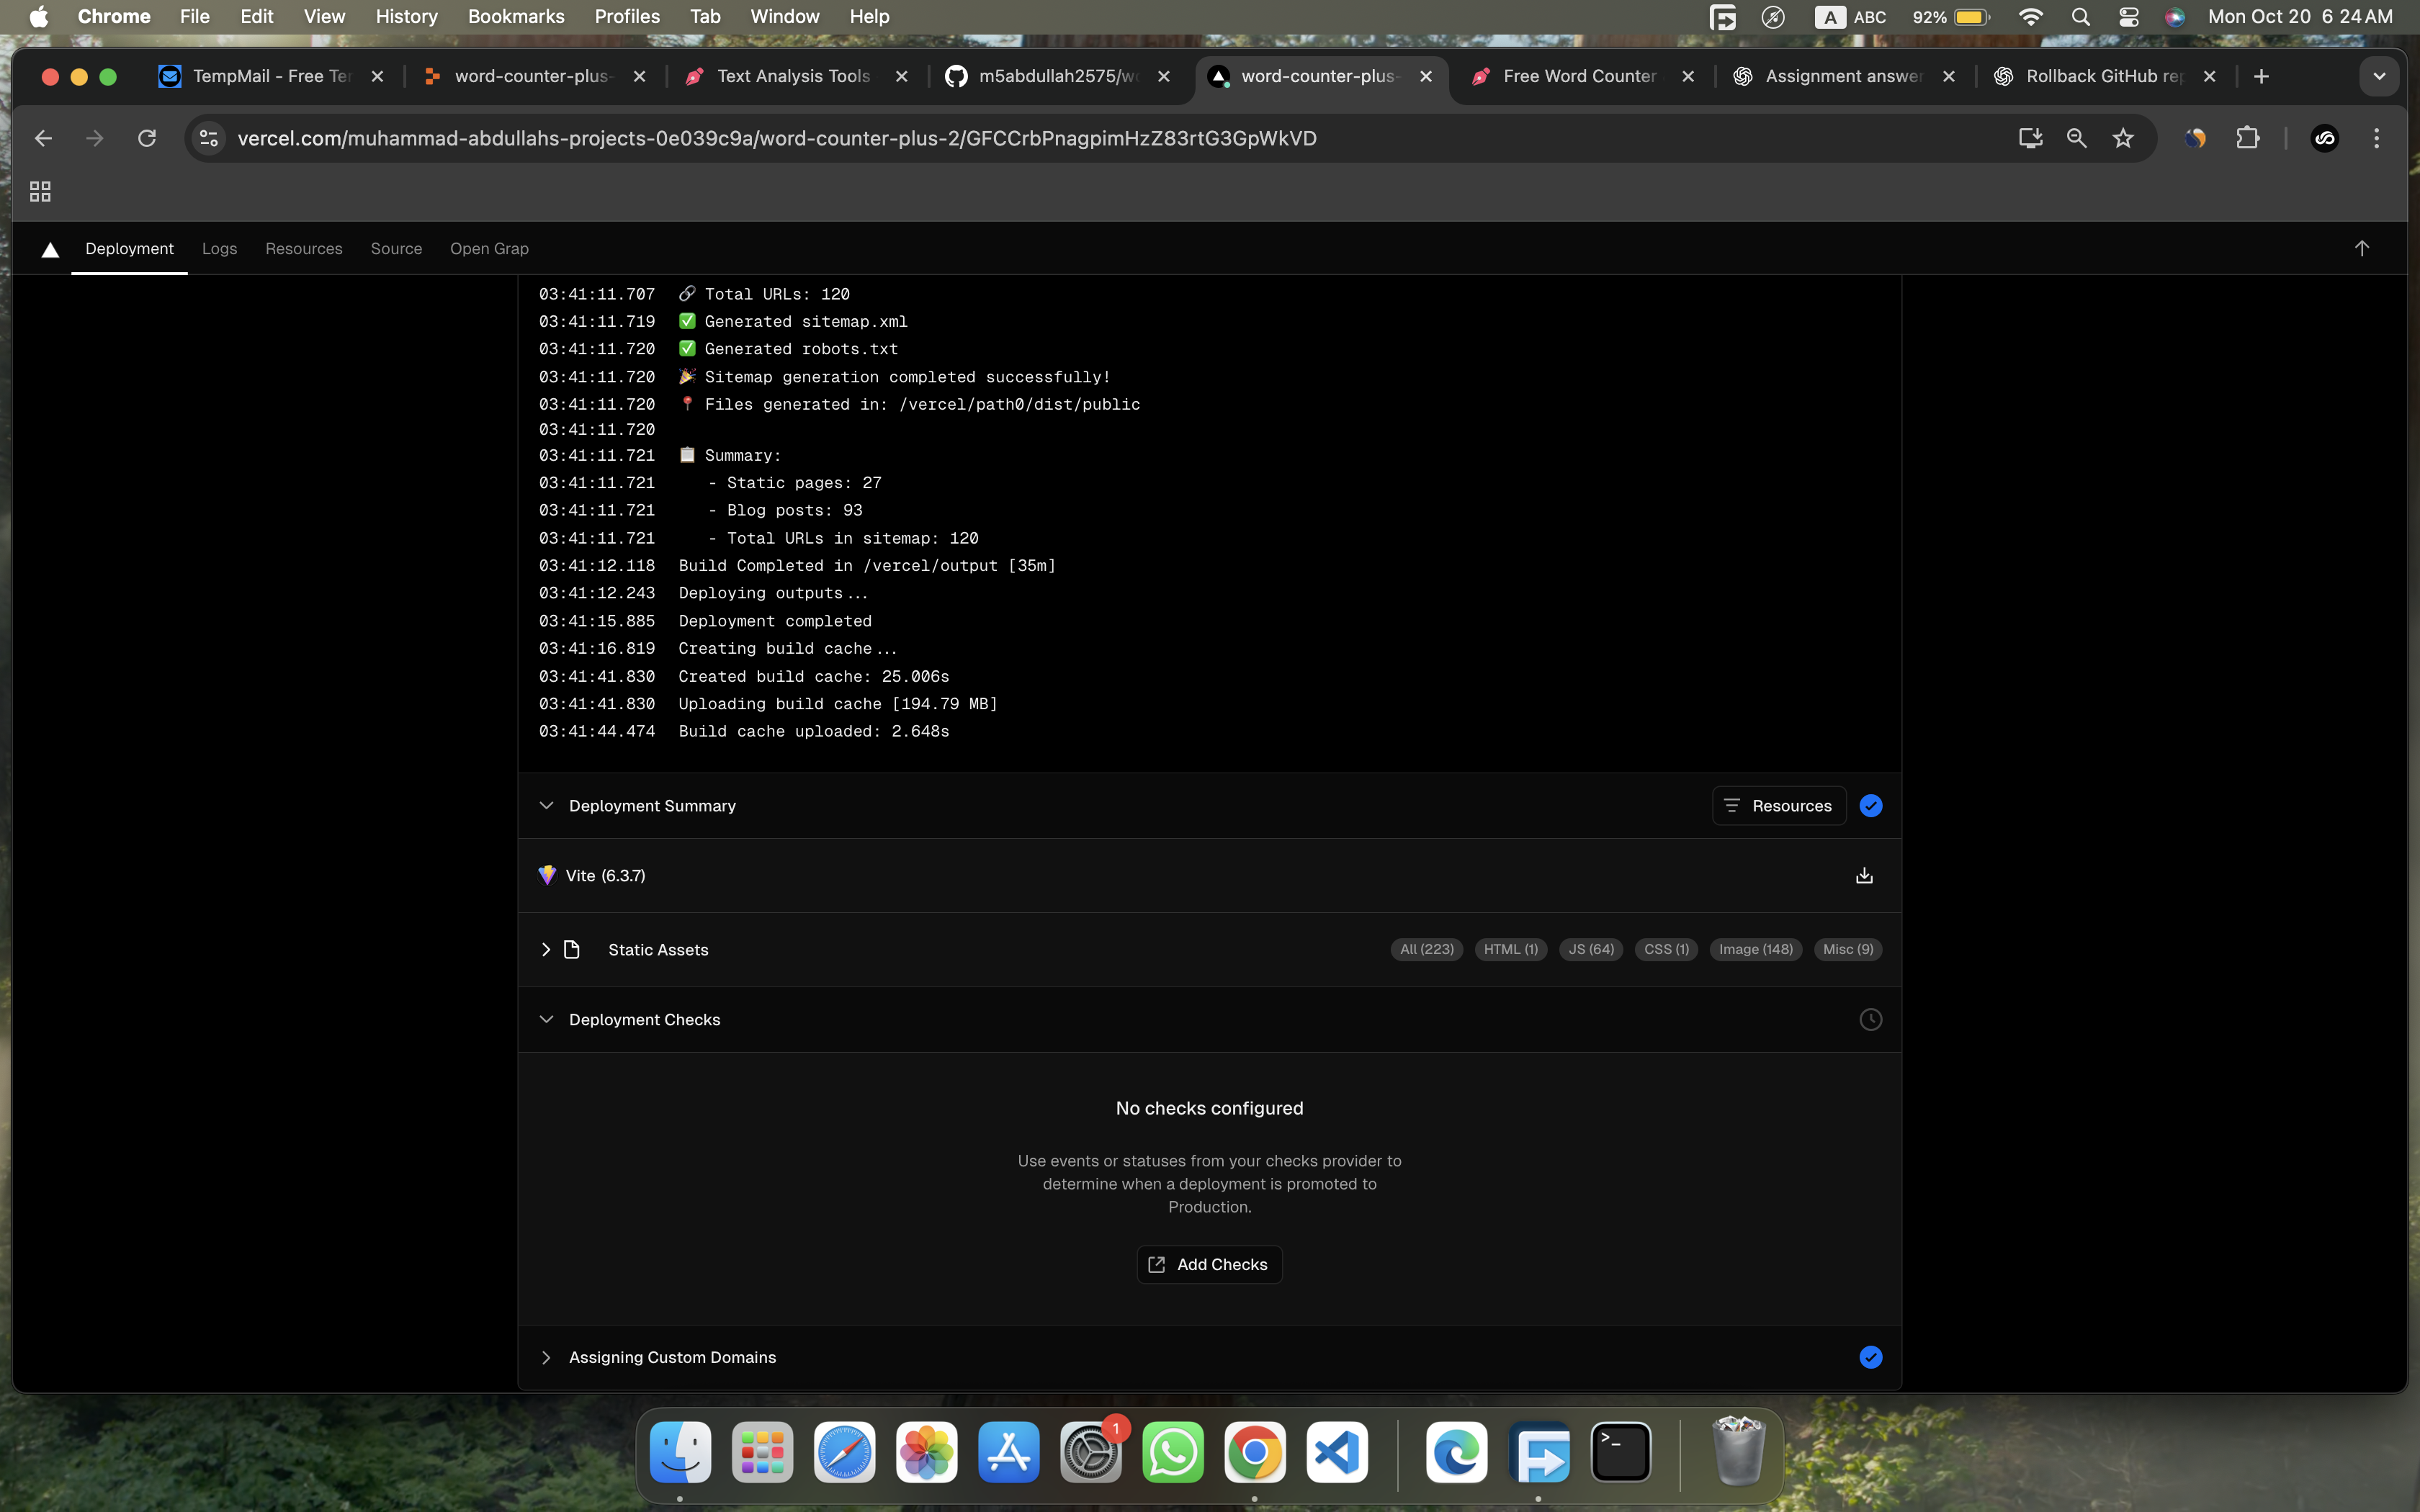 Chrome File Edit View History Bookmarks Profiles Tab Window Help A ABC 92% Mon Oct 20 6 24 AM
TempMail - Free Ter word-counter-plus- Text Analysis Tools m5abdullah2575/wo word-counter-plus- Free Word Counter Assignment answer Rollback GitHub rep
vercel.com/muhammad-abdullahs-projects-0e039c9a/word-counter-plus-2/GFCCrbPnagpimHzZ83rtG3GpWkVD
Deployment Logs Resources Source Open Grap
03:41:11.707 🔗 Total URLs: 120
03:41:11.719 ✅ Generated sitemap.xml
03:41:11.720 ✅ Generated robots.txt
03:41:11.720 🎉 Sitemap generation completed successfully!
03:41:11.720 📍 Files generated in: /vercel/path0/dist/public
03:41:11.720
03:41:11.721 📋 Summary:
03:41:11.721 - Static pages: 27
03:41:11.721 - Blog posts: 93
03:41:11.721 - Total URLs in sitemap: 120
03:41:12.118 Build Completed in /vercel/output [35m]
03:41:12.243 Deploying outputs...
03:41:15.885 Deployment completed
03:41:16.819 Creating build cache...
03:41:41.830 Created build cache: 25.006s
03:41:41.830 Uploading build cache [194.79 MB]
03:41:44.474 Build cache uploaded: 2.648s
Deployment Summary Resources
Vite (6.3.7)
Static Assets All (223) HTML (1) JS (64) CSS (1) Image (148) Misc (9)
Deployment Checks
No checks configured
Use events or statuses from your checks provider to
determine when a deployment is promoted to
Production.
Add Checks
Assigning Custom Domains
1